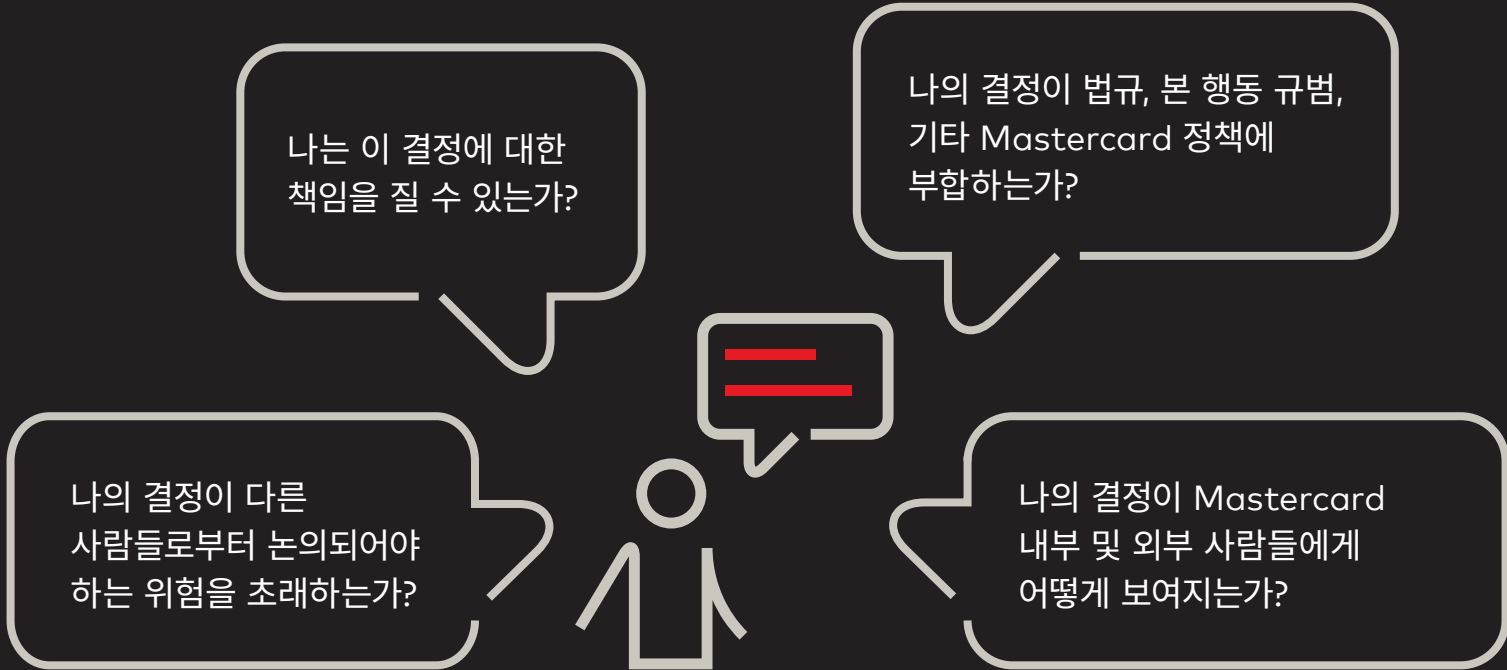 나는 이 결정에 대한
책임을 질 수 있는가?
나의 결정이 법규, 본 행동 규범,
기타 Mastercard 정책에
부합하는가?
나의 결정이 다른
사람들로부터 논의되어야
하는 위험을 초래하는가?
나의 결정이 Mastercard
내부 및 외부 사람들에게
어떻게 보여지는가?